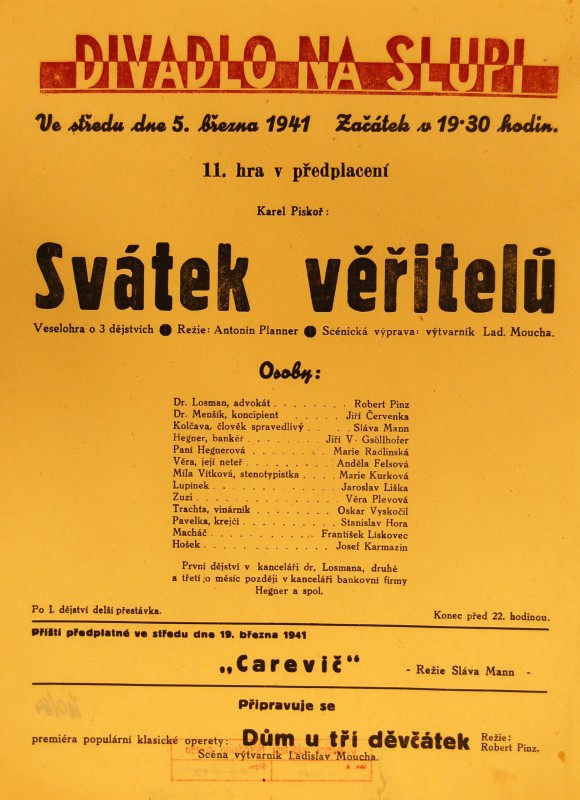 DIVADLO NA SLUPI
Ve středu dne 5. března 1941 Začátek v 19·30 hodin.
11. hra v předplacení
Karel Piskoř:
Svátek věřitelů
Veselohra o 3 dějstvích ● Režie: Antonín Planner ● Scénická výprava: výtvarník Lad. Moucha.
Osoby:
Dr. Losman, advokát . . . . . . . . Robert Pinz
Dr. Menšík, koncipient . . . . . . Jiří Červenka
Kolčava, člověk spravedlivý . . . . . Sláva Mann
Hegner, bankéř . . . . . . . . Jiří V· Gsöllhofer
Paní Hegnerová . . . . . . . . Marie Radlinská
Věra, její neteř . . . . . . . . . Anděla Felsová
Míla Vítková, stenotypistka . . . . Marie Kurková
Lupínek . . . . . . . . . . . . . Jaroslav Liška
Zuzi . . . . . . . . . . . . . . . Věra Plevová
Trachta, vinárník . . . . . . . . Oskar Vyskočil
Pavelka, krejčí . . . . . . . . . . Stanislav Hora
Macháč . . . . . . . . . . . František Lískovec
Hošek . . . . . . . . . . . . . Josef Karmazin
První dějství v kanceláři dr. Losmana, druhé
a třetí o měsíc později v kanceláři bankovní firmy
Hegner a spol.
Po I. dějství delší přestávka.
Konec před 22. hodinou.
Příští předplatné ve středu dne 19. března 1941
„Carevič“ - Režie Sláva Mann -
Připravuje se
premiéra populární klasické operety: Dům u tří děvčátek Režie: Robert Pinz.
Scéna výtvarník Ladislav Moucha.